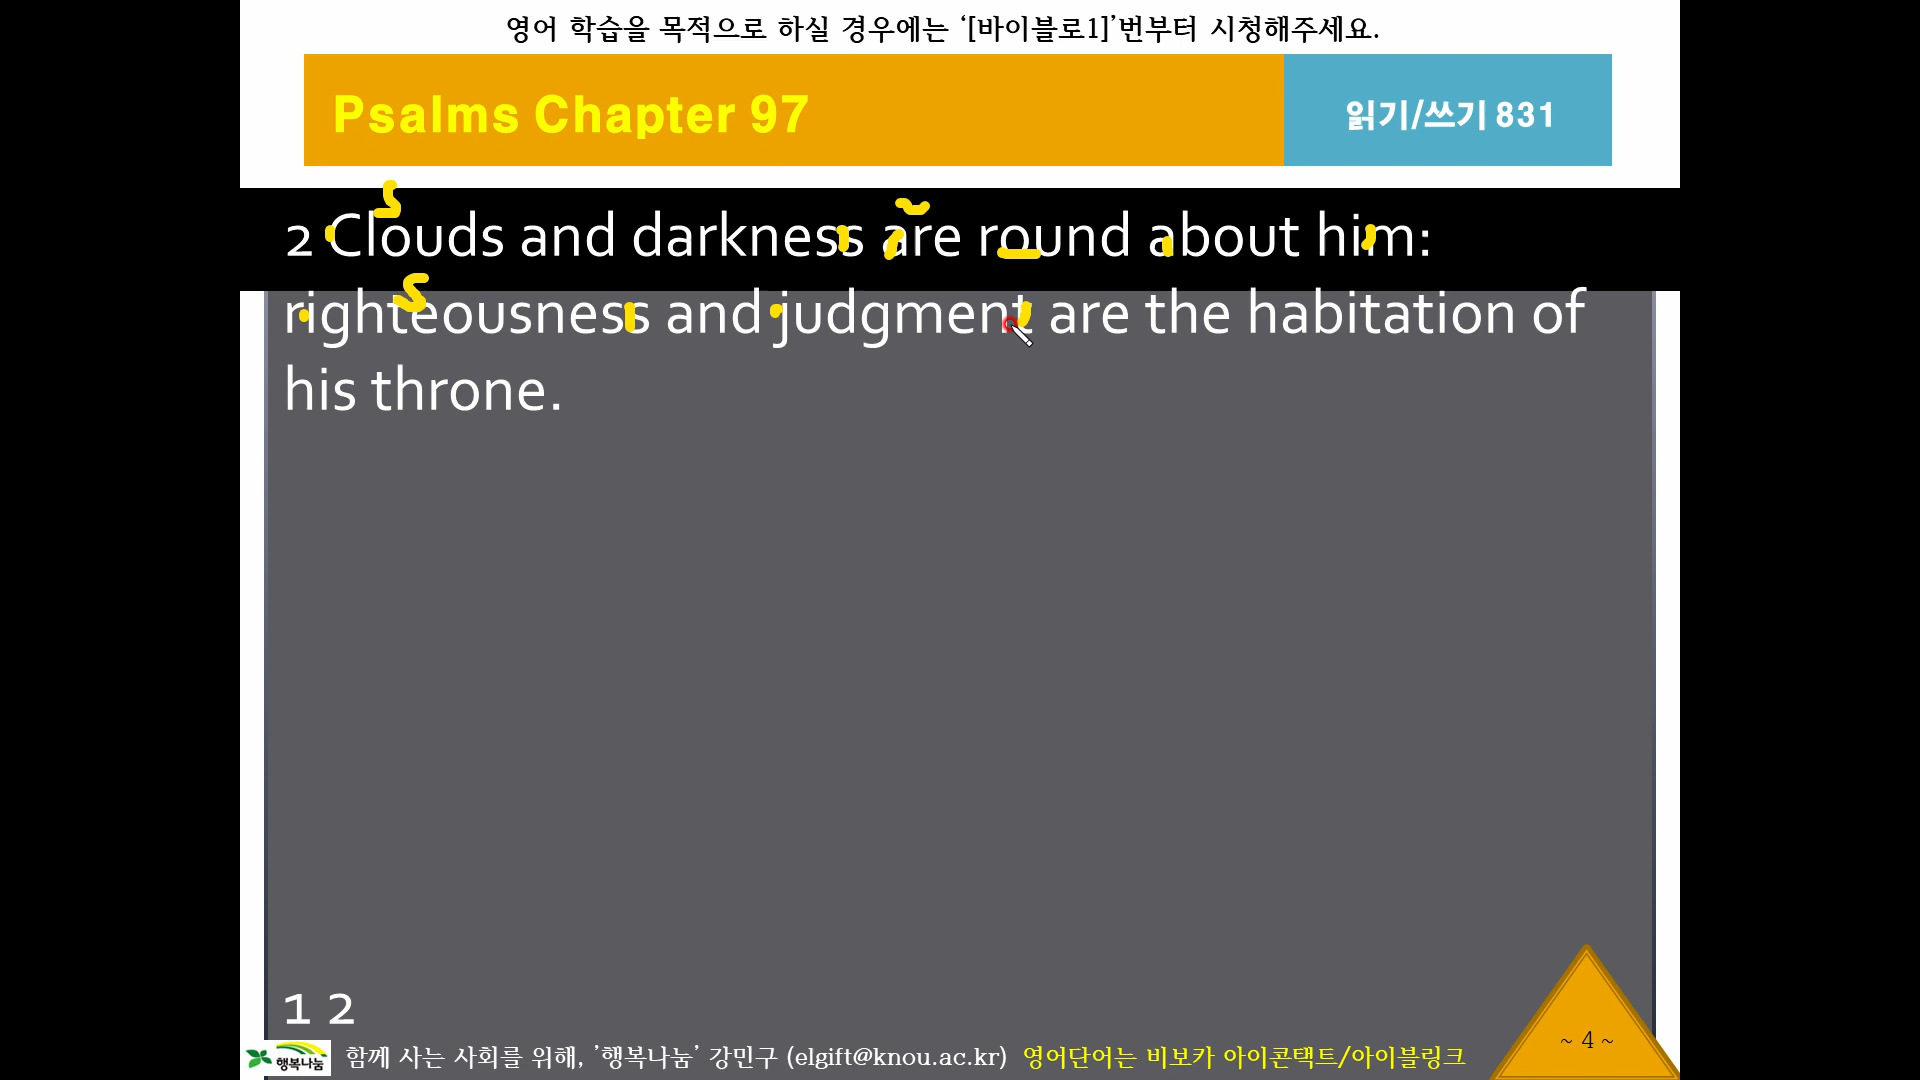 영어 학습을 목적으로 하실 경우에는 ‘[바이블로1]’번부터 시청해주세요.
Psalms Chapter 97
읽기/쓰기 831
2 Clouds and darkness are round about him:
righteousness and judgment are the habitation of
his throne.
1 2
~ 4 ~
행복나눔
함께 사는 사회를 위해, ’행복나눔’ 강민구 (elgift@knou.ac.kr) 영어단어는 비보카 아이콘택트/아이블링크